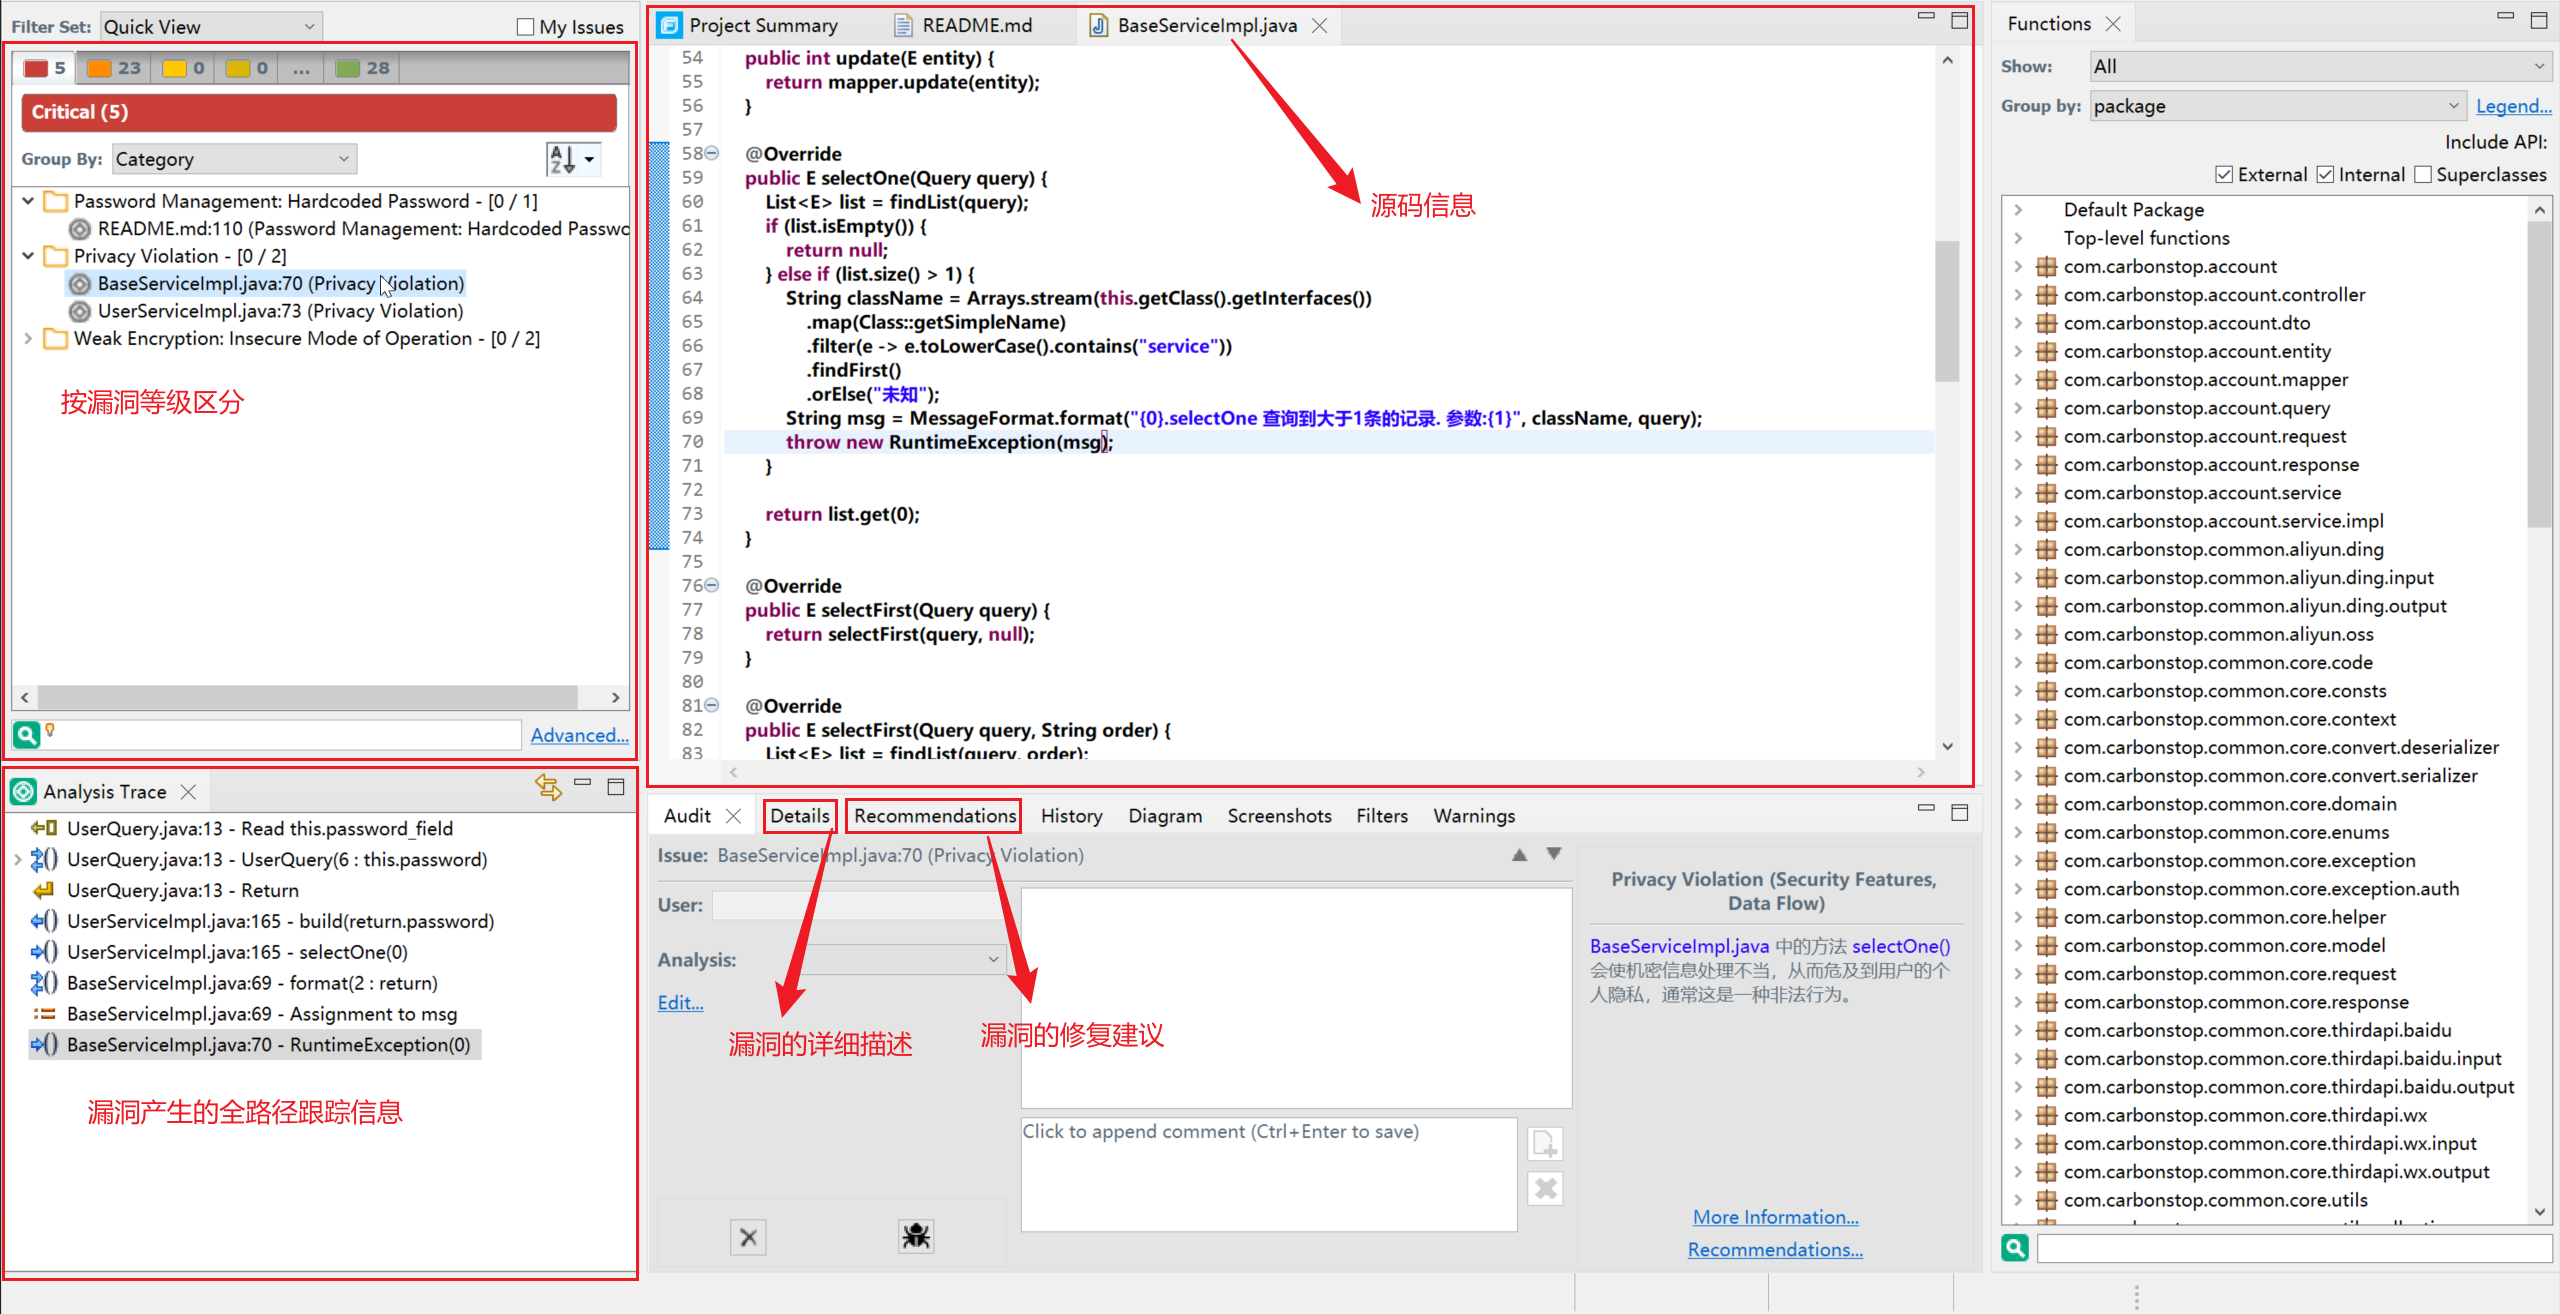 Filter Set: Quick View My Issues
5 23 0 0 ... 28
Critical (5)
Group By: Category
Password Management: Hardcoded Password - [0 / 1]
README.md:110 (Password Management: Hardcoded Passwo
Privacy Violation - [0 / 2]
BaseServiceImpl.java:70 (Privacy Violation)
UserServiceImpl.java:73 (Privacy Violation)
Weak Encryption: Insecure Mode of Operation - [0 / 2]
按漏洞等级区分
Advanced...
Analysis Trace
UserQuery.java:13 - Read this.password_field
UserQuery.java:13 - UserQuery(6 : this.password)
UserQuery.java:13 - Return
UserServiceImpl.java:165 - build(return.password)
UserServiceImpl.java:165 - selectOne(0)
BaseServiceImpl.java:69 - format(2 : return)
BaseServiceImpl.java:69 - Assignment to msg
BaseServiceImpl.java:70 - RuntimeException(0)
漏洞产生的全路径跟踪信息
Project Summary README.md BaseServiceImpl.java
54 public int update(E entity) {
55 return mapper.update(entity);
56 }
57
58 @Override
59 public E selectOne(Query query) {
60 List<E> list = findList(query);
61 if (list.isEmpty()) {
62 return null;
63 } else if (list.size() > 1) {
64 String className = Arrays.stream(this.getClass().getInterfaces())
65 .map(Class::getSimpleName)
66 .filter(e -> e.toLowerCase().contains("service"))
67 .findFirst()
68 .orElse("未知");
69 String msg = MessageFormat.format("{0}.selectOne 查询到大于1条的记录. 参数:{1}", className, query);
70 throw new RuntimeException(msg);
71 }
72
73 return list.get(0);
74 }
75
76 @Override
77 public E selectFirst(Query query) {
78 return selectFirst(query, null);
79 }
80
81 @Override
82 public E selectFirst(Query query, String order) {
83 List<E> list = findList(query, order);
源码信息
Audit Details Recommendations History Diagram Screenshots Filters Warnings
Issue: BaseServiceImpl.java:70 (Privacy Violation)
User:
Analysis:
Edit...
漏洞的详细描述
漏洞的修复建议
Click to append comment (Ctrl+Enter to save)
Privacy Violation (Security Features,
Data Flow)
BaseServiceImpl.java 中的方法 selectOne()
会使机密信息处理不当，从而危及到用户的个
人隐私，通常这是一种非法行为。
More Information...
Recommendations...
Functions
Show: All
Group by: package Legend...
Include API:
External Internal Superclasses
Default Package
Top-level functions
com.carbonstop.account
com.carbonstop.account.controller
com.carbonstop.account.dto
com.carbonstop.account.entity
com.carbonstop.account.mapper
com.carbonstop.account.query
com.carbonstop.account.request
com.carbonstop.account.response
com.carbonstop.account.service
com.carbonstop.account.service.impl
com.carbonstop.common.aliyun.ding
com.carbonstop.common.aliyun.ding.input
com.carbonstop.common.aliyun.ding.output
com.carbonstop.common.aliyun.oss
com.carbonstop.common.core.code
com.carbonstop.common.core.consts
com.carbonstop.common.core.context
com.carbonstop.common.core.convert.deserializer
com.carbonstop.common.core.convert.serializer
com.carbonstop.common.core.domain
com.carbonstop.common.core.enums
com.carbonstop.common.core.exception
com.carbonstop.common.core.exception.auth
com.carbonstop.common.core.helper
com.carbonstop.common.core.model
com.carbonstop.common.core.request
com.carbonstop.common.core.response
com.carbonstop.common.core.thirdapi.baidu
com.carbonstop.common.core.thirdapi.baidu.input
com.carbonstop.common.core.thirdapi.baidu.output
com.carbonstop.common.core.thirdapi.wx
com.carbonstop.common.core.thirdapi.wx.input
com.carbonstop.common.core.thirdapi.wx.output
com.carbonstop.common.core.utils